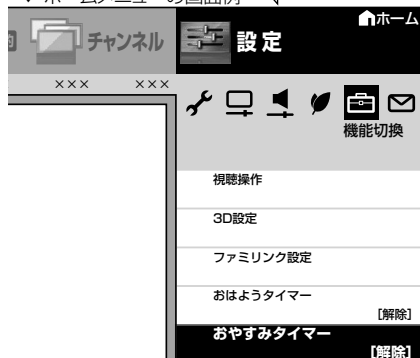 ホームメニューの画面例
ホーム
チャンネル
設定
×××　×××
機能切換
視聴操作
3D設定
ファミリンク設定
おはようタイマー
[解除]
おやすみタイマー
[解除]